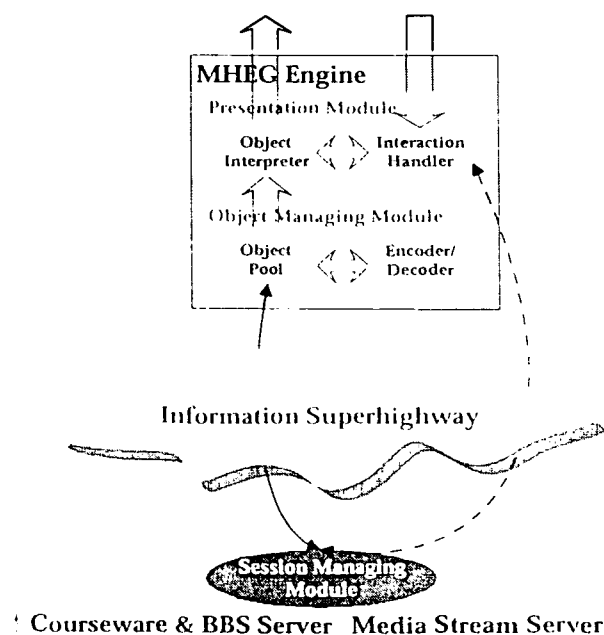 MHEG Engine
Presentation Module
Object Interaction
Interpreter Handler
Object Managing Module
Object Encoder/
Pool Decoder
Information Superhighway
Session Managing
Module
Courseware & BBS Server Media Stream Server